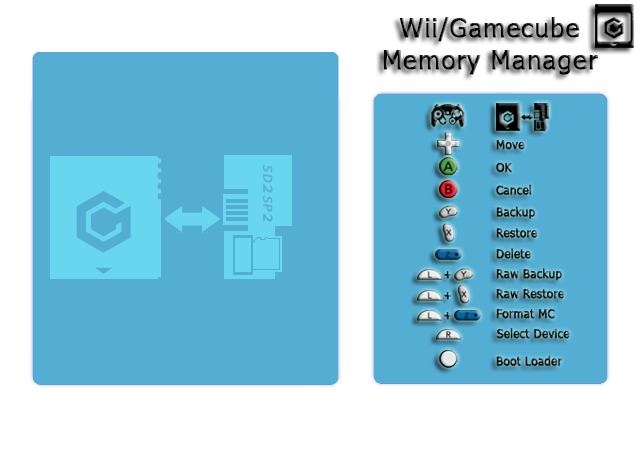 Wii/Gamecube
Memory Manager
SD2SP2
Move
A OK
B Cancel
Y Backup
X Restore
Z Delete
L + Y Raw Backup
L + X Raw Restore
L + Z Format MC
R Select Device
Boot Loader